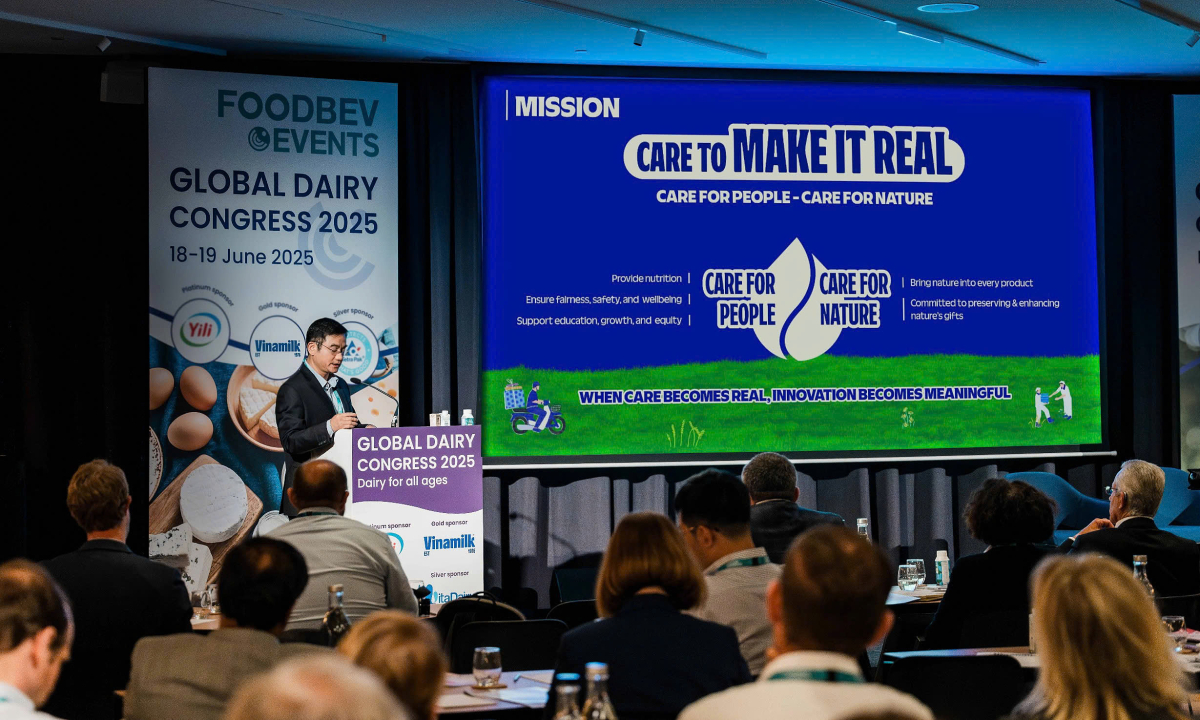 FOODBEV
EVENTS
GLOBAL DAIRY
CONGRESS 2025
18-19 June 2025
Platinum sponsor
Yili
Gold sponsor
Vinamilk
EST 1976
Silver sponsor
MISSION
CARE TO MAKE IT REAL
CARE FOR PEOPLE - CARE FOR NATURE
Provide nutrition
Ensure fairness, safety, and wellbeing
Support education, growth, and equity
CARE FOR
PEOPLE
CARE FOR
NATURE
Bring nature into every product
Committed to preserving & enhancing
nature's gifts
WHEN CARE BECOMES REAL, INNOVATION BECOMES MEANINGFUL
GLOBAL DAIRY
CONGRESS 2025
Dairy for all ages
sponsor
Gold sponsor
Vinamilk
Silver sponsor